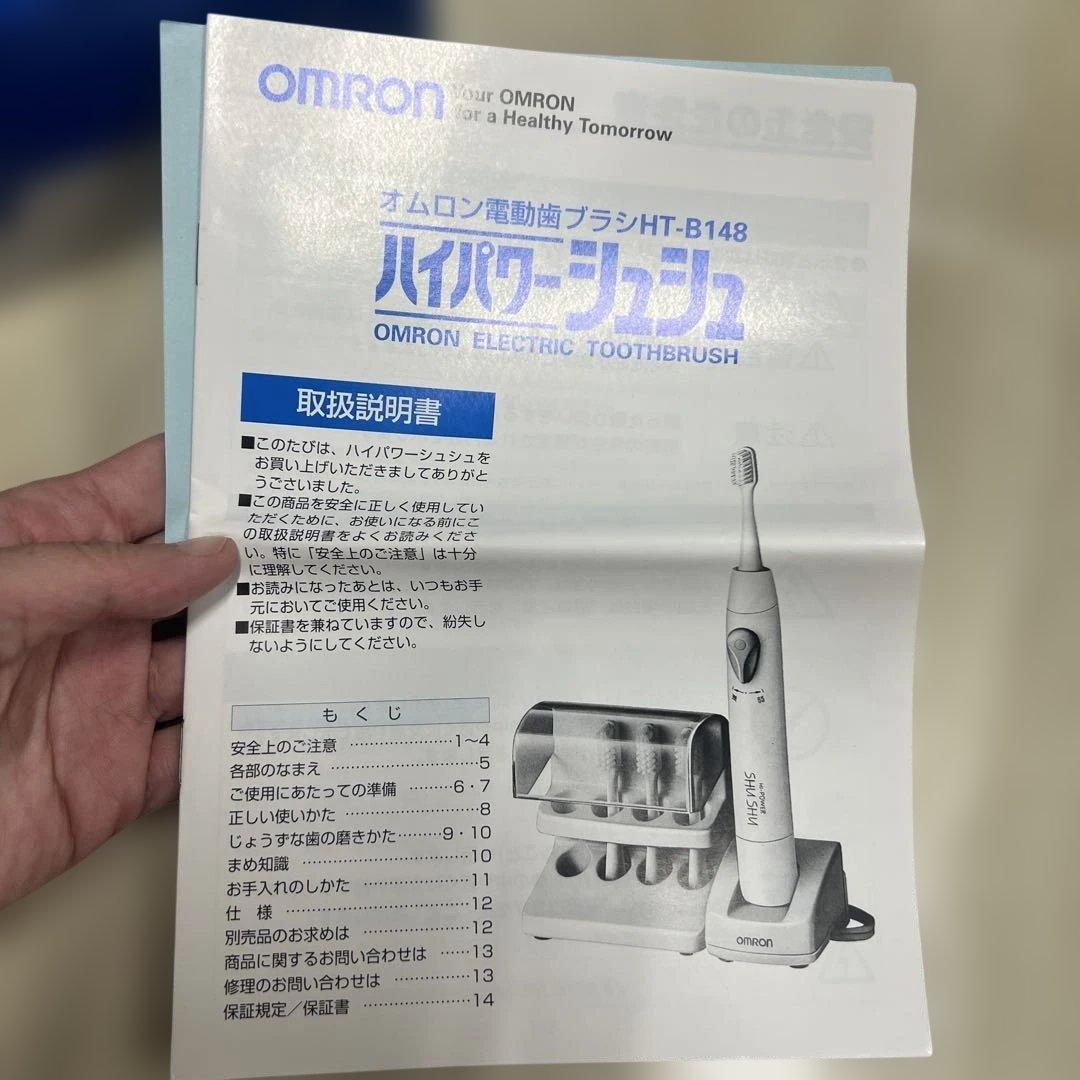 OMRON
Your OMRON
for a Healthy Tomorrow
オムロン電動歯ブラシHT-B148
ハイパワーシュシュ
OMRON ELECTRIC TOOTHBRUSH
取扱説明書
■このたびは、ハイパワーシュシュを
お買い上げいただきましてありがと
うございました。
■この商品を安全に正しく使用してい
ただくために、お使いになる前にこ
の取扱説明書をよくお読みくださ
い。特に「安全上のご注意」は十分
に理解してください。
■お読みになったあとは、いつもお手
元においてご使用ください。
■保証書を兼ねていますので、紛失し
ないようにしてください。
もくじ
安全上のご注意 …………………1〜4
各部のなまえ …………………………5
ご使用にあたっての準備 ………6・7
正しい使いかた ………………………8
じょうずな歯の磨きかた………9・10
まめ知識 ……………………………10
お手入れのしかた …………………11
仕 様 ………………………………12
別売品のお求めは …………………12
商品に関するお問い合わせは ……13
修理のお問い合わせは ……………13
保証規定／保証書 …………………14
Hi-POWER
SHU SHU
OMRON